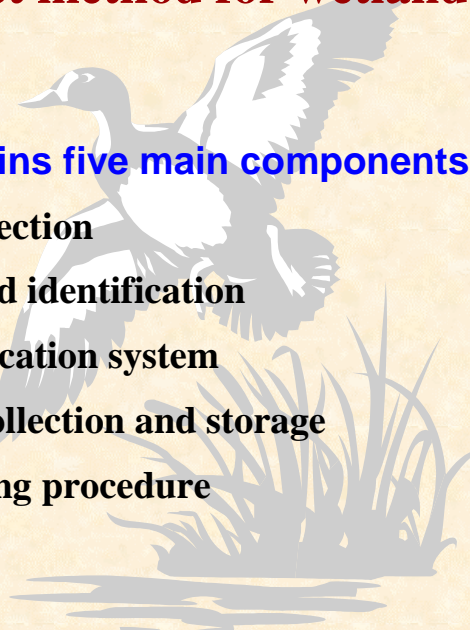 method for wetland
ins five main components
ection
d identification
cation system
ollection and storage
ng procedure